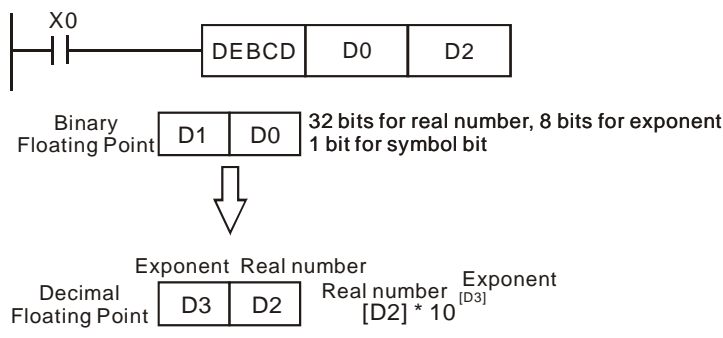 X0
DEBCD D0 D2
Binary
Floating Point
D1 D0
32 bits for real number, 8 bits for exponent
1 bit for symbol bit
Exponent Real number
Decimal
Floating Point
D3 D2
Real number Exponent
[D2] * 10 [D3]